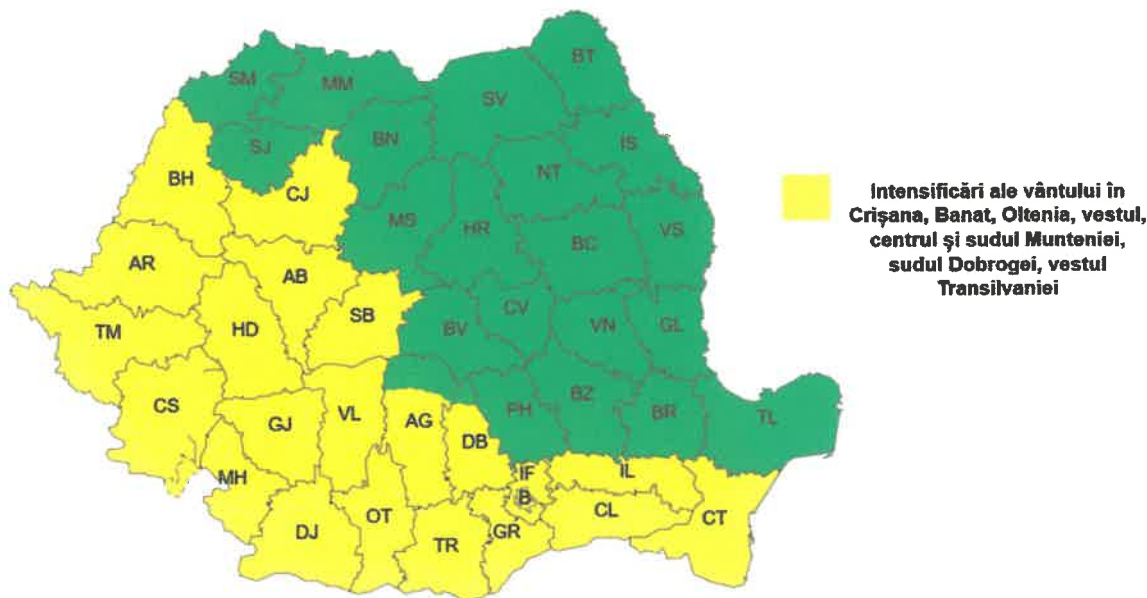 BT
SM
MM
SV
BN
IS
SJ
NT
BH
CJ
MS
HR
BC
VS
AR
AB
SB
CV
TM
HD
BV
VN
GL
CS
GJ
VL
AG
DB
PH
BZ
BR
TL
MH
IF
IL
B
DJ
OT
TR
GR
CL
CT
Intensificări ale vântului în
Crișana, Banat, Oltenia, vestul,
centrul și sudul Munteniei,
sudul Dobrogei, vestul
Transilvaniei